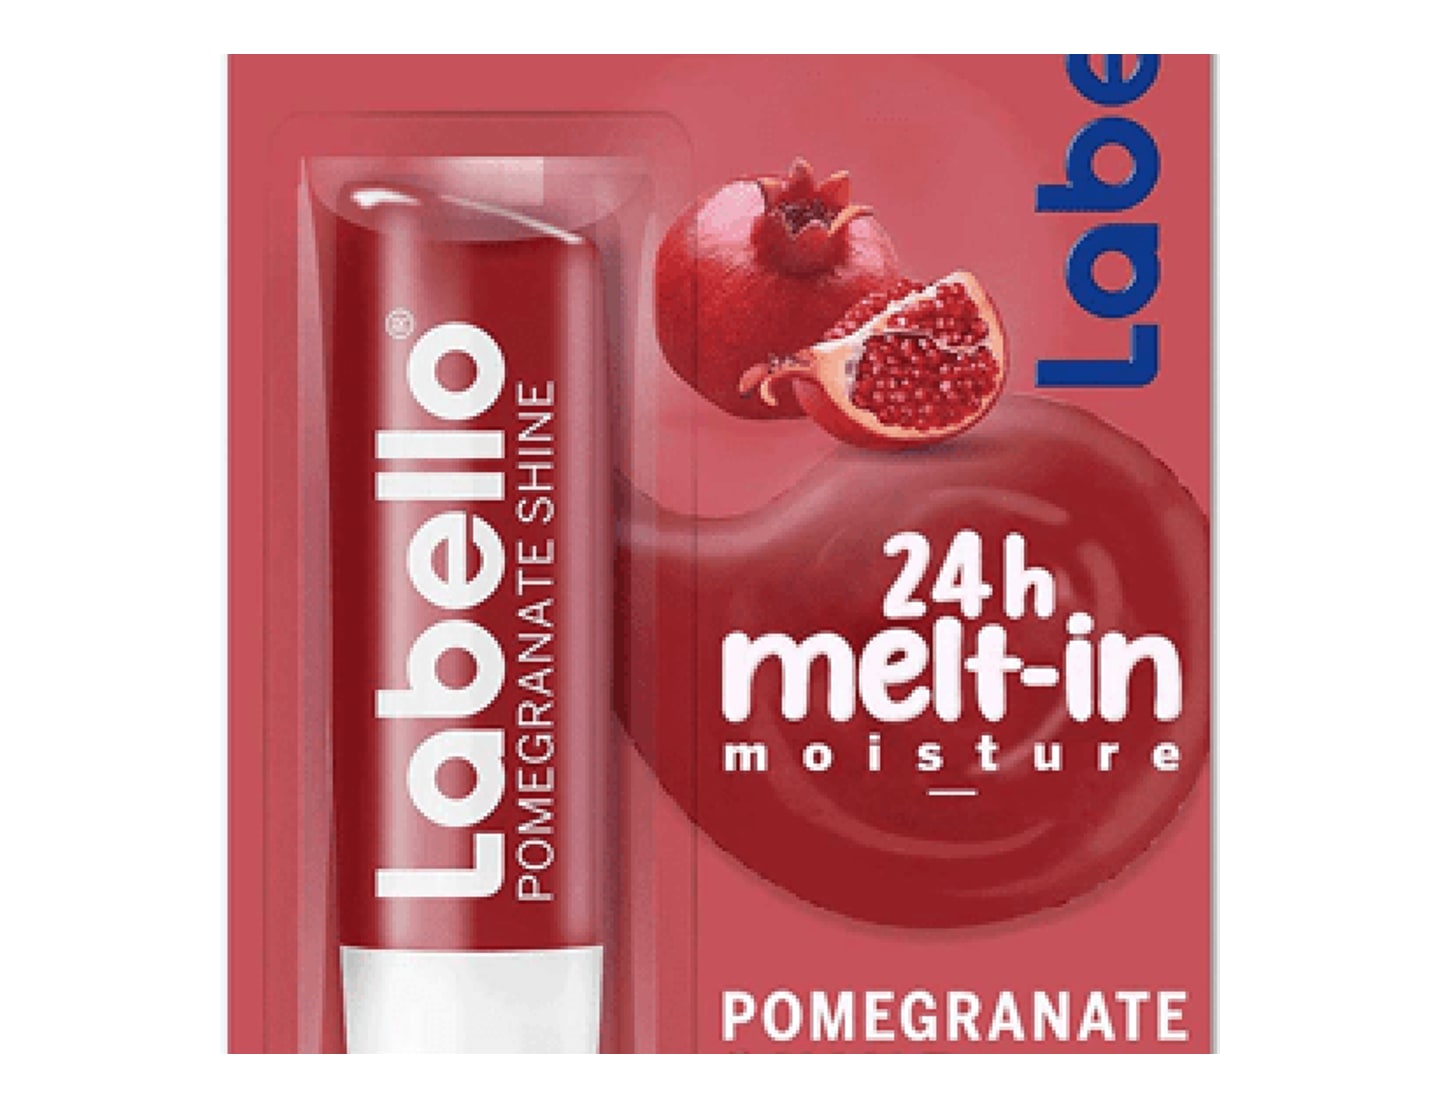 Labello®
POMEGRANATE SHINE
Labe
24h
melt-in
moisture
POMEGRANATE